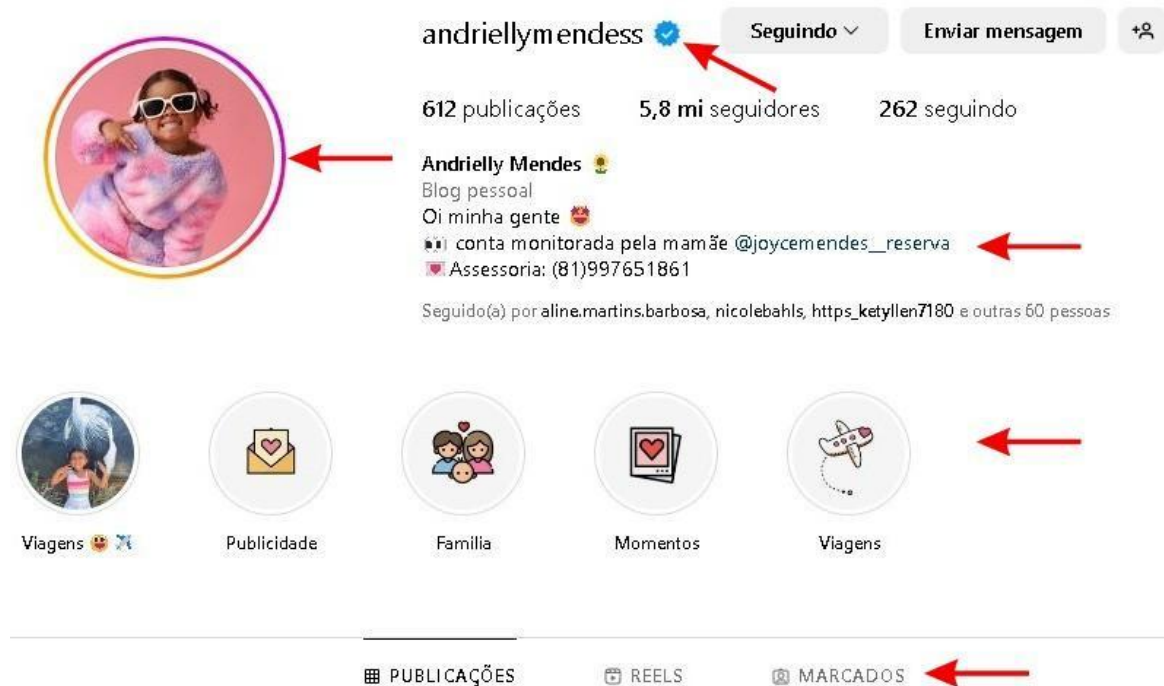 andriellymendess Seguindo Enviar mensagem
612 publicações 5,8 mi seguidores 262 seguindo
Andrielly Mendes 🌻
Blog pessoal
Oi minha gente 🤩
👀 conta monitorada pela mamãe @joycemendes__reserva
💌 Assessoria: (81)997651861
Seguido(a) por aline.martins.barbosa, nicolebahls, https_ketyllen7180 e outras 60 pessoas
Viagens 🤩 ✈️ Publicidade Familia Momentos Viagens
PUBLICAÇÕES REELS MARCADOS